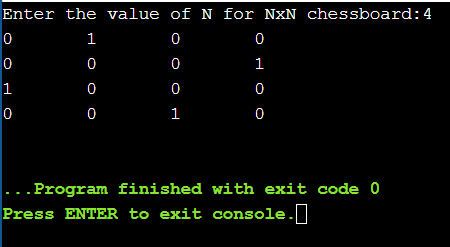 Enter the value of N for NxN chessboard:4
0 1 0 0
0 0 0 1
1 0 0 0
0 0 1 0
...Program finished with exit code 0
Press ENTER to exit console.